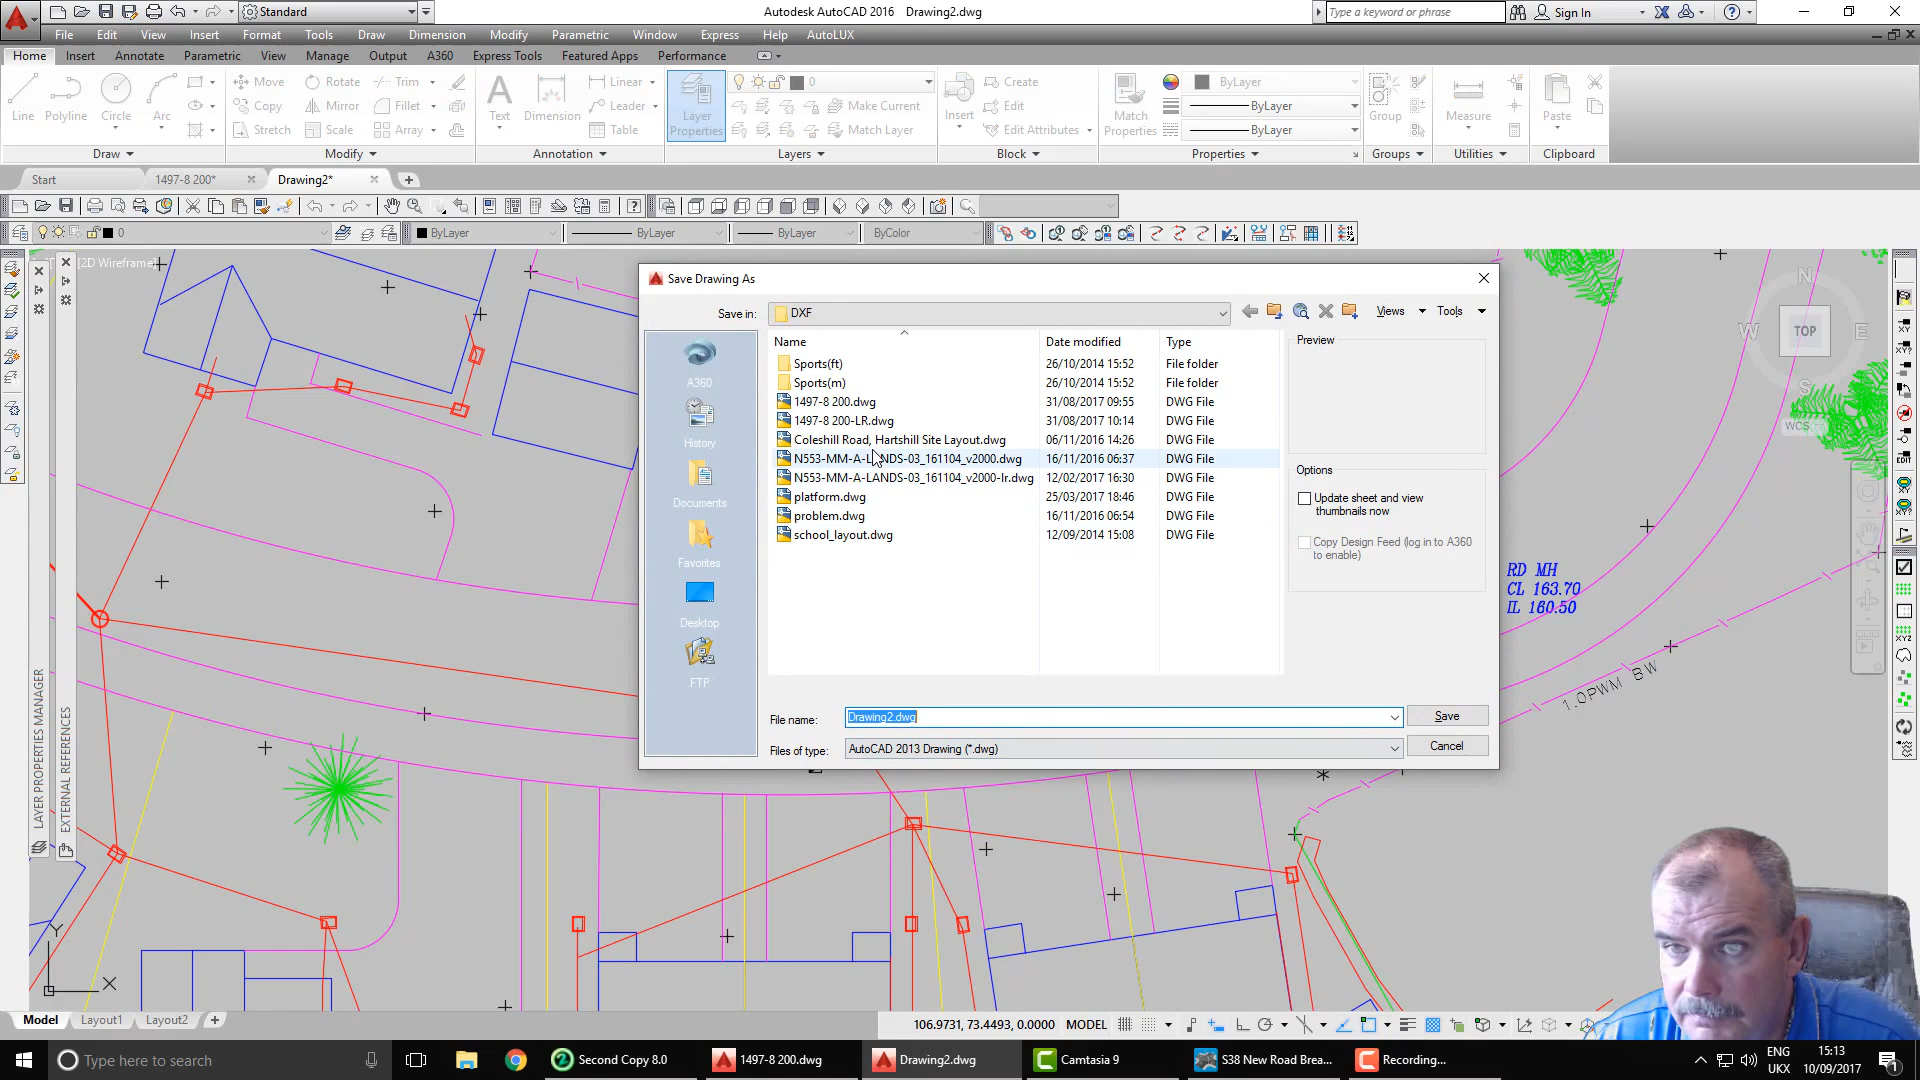 Standard
Autodesk AutoCAD 2016 Drawing2.dwg
Type a keyword or phrase
Sign In
File Edit View Insert Format Tools Draw Dimension Modify Parametric Window Express Help AutoLUX
Home Insert Annotate Parametric View Manage Output A360 Express Tools Featured Apps Performance
Line Polyline Circle Arc
Move Rotate Trim
Copy Mirror Fillet
Stretch Scale Array
Text Dimension
Linear
Leader
Table
Layer Properties
0
Make Current
Match Layer
Insert
Create
Edit
Edit Attributes
Match Properties
ByLayer
ByLayer
ByLayer
Group
Measure
Paste
Draw Modify Annotation Layers Block Properties Groups Utilities Clipboard
Start 1497-8 200* Drawing2*
0 ByLayer ByLayer ByLayer ByColor
[2D Wireframe]
LAYER PROPERTIES MANAGER
EXTERNAL REFERENCES
Save Drawing As
Save in: DXF
Views Tools
Name Date modified Type
Sports(ft) 26/10/2014 15:52 File folder
Sports(m) 26/10/2014 15:52 File folder
1497-8 200.dwg 31/08/2017 09:55 DWG File
1497-8 200-LR.dwg 31/08/2017 10:14 DWG File
Coleshill Road, Hartshill Site Layout.dwg 06/11/2016 14:26 DWG File
N553-MM-A-LANDS-03_161104_v2000.dwg 16/11/2016 06:37 DWG File
N553-MM-A-LANDS-03_161104_v2000-lr.dwg 12/02/2017 16:30 DWG File
platform.dwg 25/03/2017 18:46 DWG File
problem.dwg 16/11/2016 06:54 DWG File
school_layout.dwg 12/09/2014 15:08 DWG File
A360
History
Documents
Favorites
Desktop
FTP
Preview
Options
Update sheet and view
thumbnails now
Copy Design Feed (log in to A360
to enable)
File name: Drawing2.dwg Save
Files of type: AutoCAD 2013 Drawing (*.dwg) Cancel
N
W TOP E
S
WCS
RD MH
CL 163.70
IL 160.50
1.0PWM BW
Y
X
Model Layout1 Layout2
106.9731, 73.4493, 0.0000 MODEL
Type here to search
Second Copy 8.0
1497-8 200.dwg
Drawing2.dwg
Camtasia 9
S38 New Road Brea...
Recording...
ENG
UKX
15:13
10/09/2017